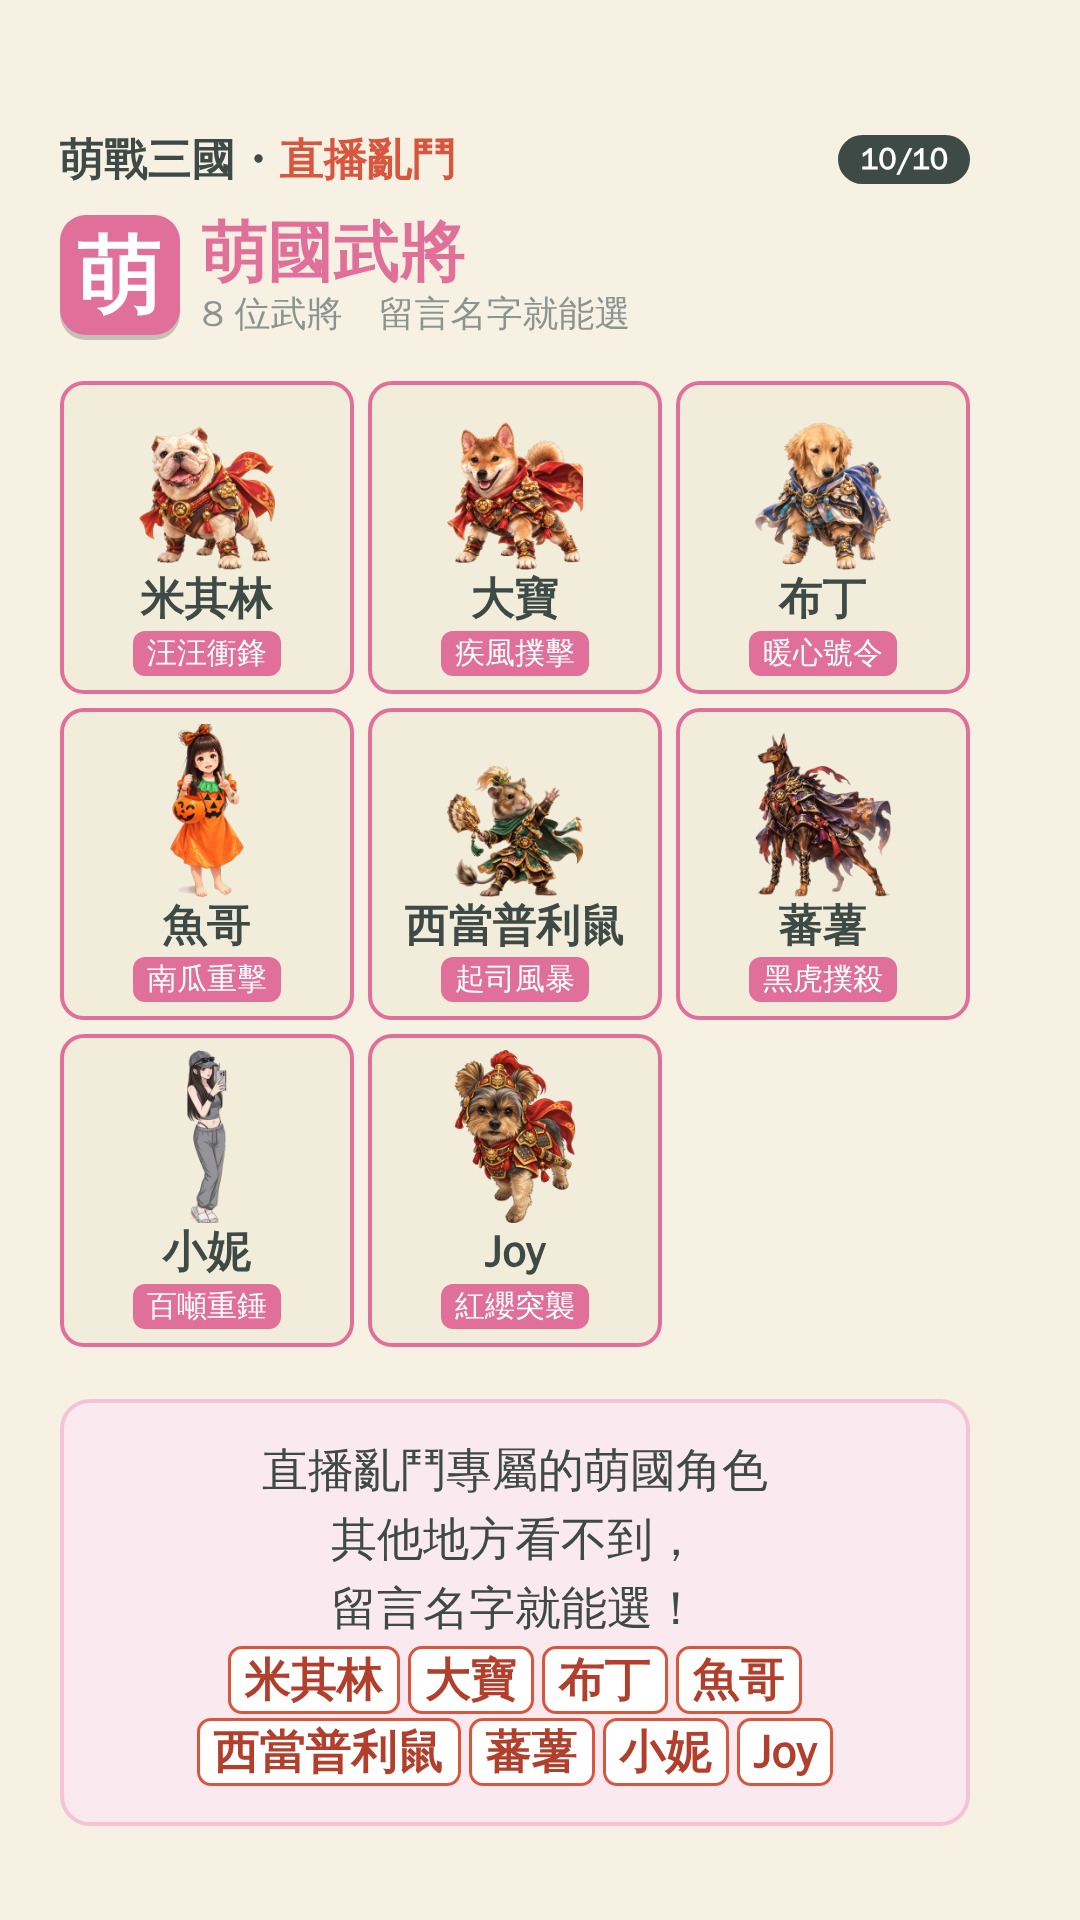 萌戰三國・直播亂鬥
10/10
萌
萌國武將
8 位武將　留言名字就能選
米其林
汪汪衝鋒
大寶
疾風撲擊
布丁
暖心號令
魚哥
南瓜重擊
西當普利鼠
起司風暴
蕃薯
黑虎撲殺
小妮
百噸重錘
Joy
紅纓突襲
直播亂鬥專屬的萌國角色
其他地方看不到，
留言名字就能選！
米其林 大寶 布丁 魚哥
西當普利鼠 蕃薯 小妮 Joy